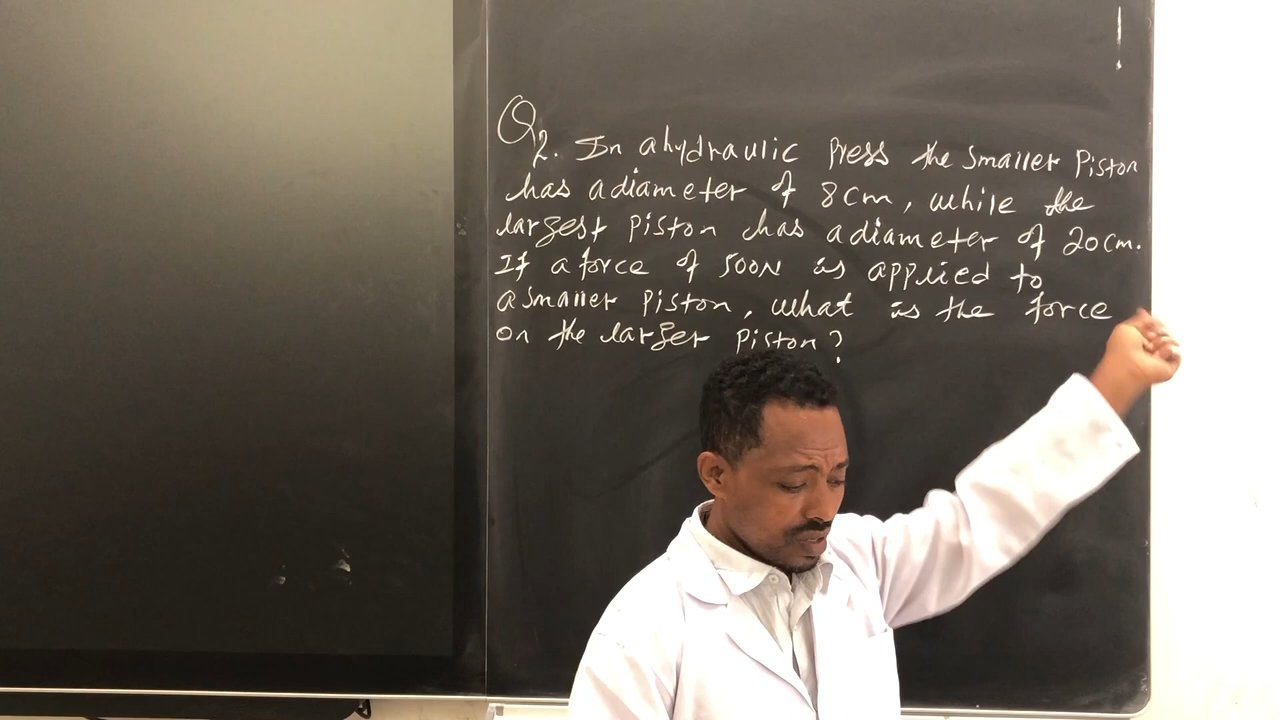 Q2. In a hydraulic press the smaller piston
has a diameter of 8cm, while the
largest piston has a diameter of 20cm.
If a force of 500N is applied to
a smaller piston, what is the force
on the larger piston?